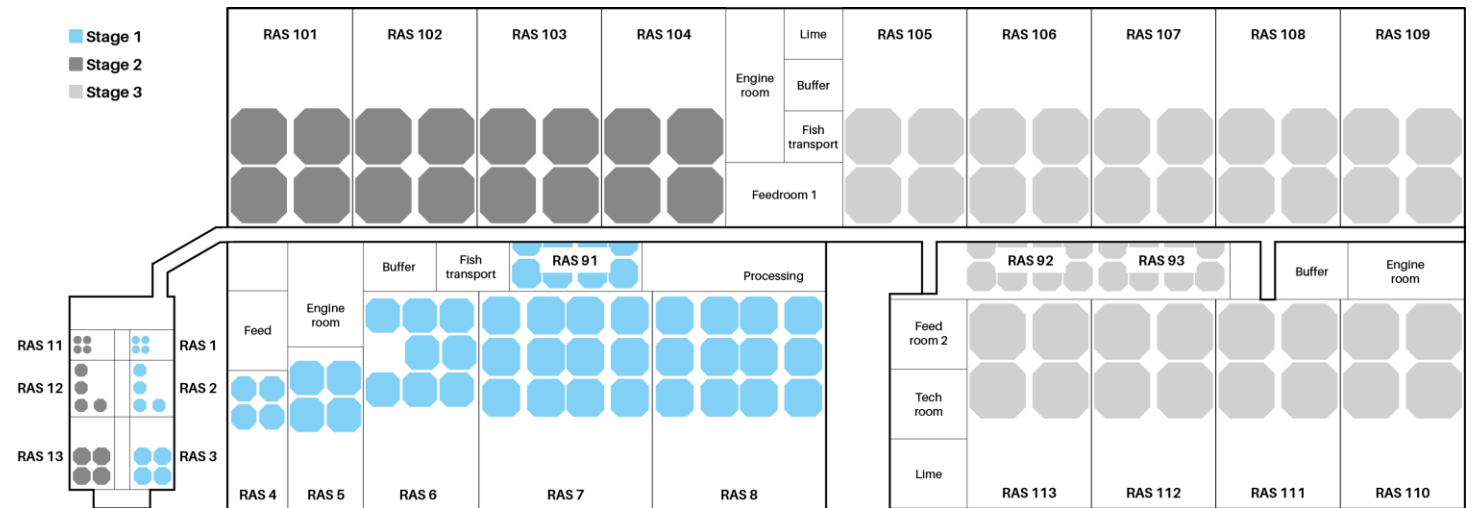 Stage 1
Stage 2
Stage 3
RAS 101
RAS 102
RAS 103
RAS 104
Engine
room
Lime
Buffer
Fish
transport
Feedroom 1
RAS 105
RAS 106
RAS 107
RAS 108
RAS 109
Buffer
Fish
transport
RAS 91
Processing
RAS 92
RAS 93
Buffer
Engine
room
Feed
Engine
room
RAS 11
RAS 1
RAS 12
RAS 2
RAS 13
RAS 3
Feed
room 2
Tech
room
Lime
RAS 4
RAS 5
RAS 6
RAS 7
RAS 8
RAS 113
RAS 112
RAS 111
RAS 110